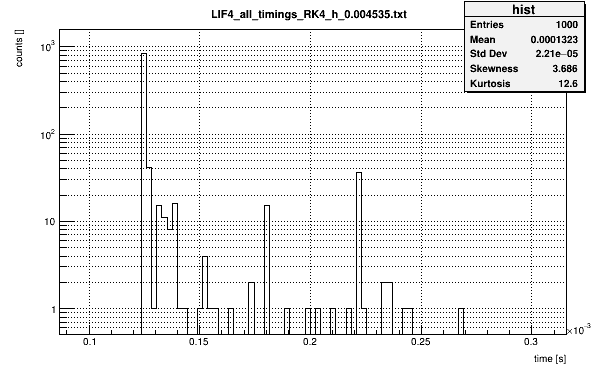 LIF4_all_timings_RK4_h_0.004535.txt
hist
Entries 1000
Mean 0.0001323
Std Dev 2.21e−05
Skewness 3.686
Kurtosis 12.6
counts []
10³
10²
10
1
0.1 0.15 0.2 0.25 0.3
×10⁻³
time [s]